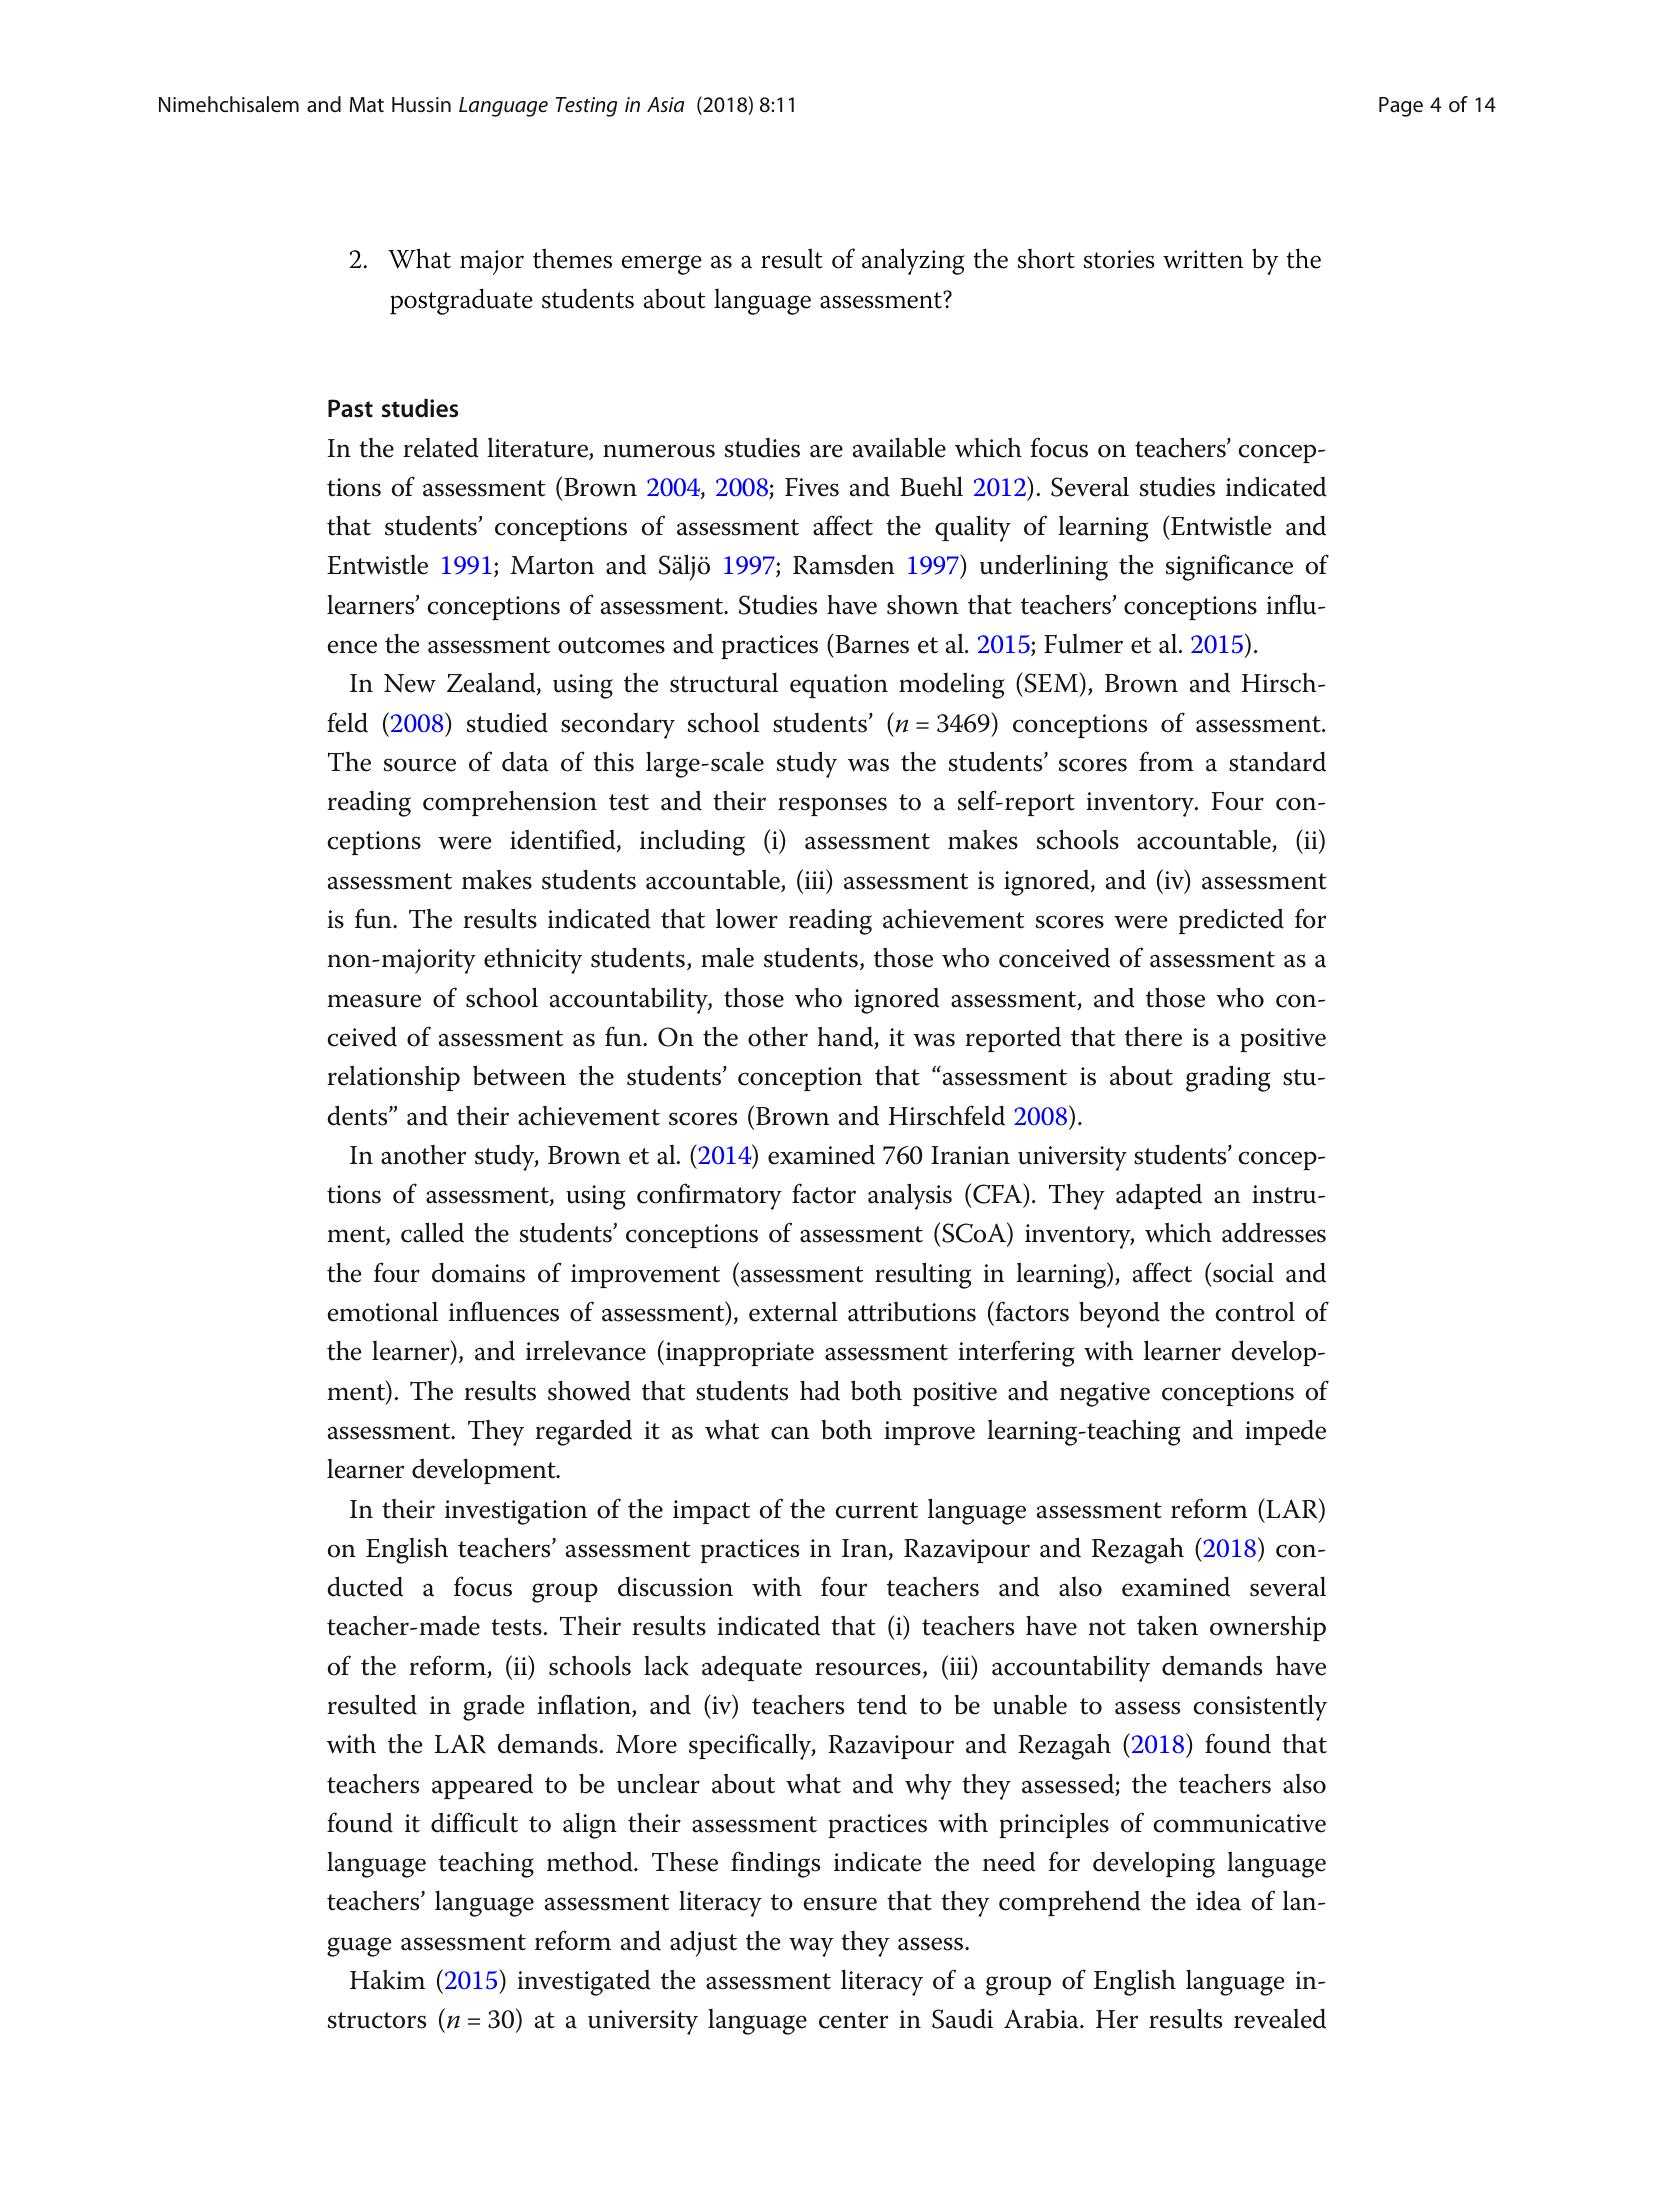 Nimehchisalem and Mat Hussin Language Testing in Asia (2018) 8:11
Page 4 of 14
2. What major themes emerge as a result of analyzing the short stories written by the
postgraduate students about language assessment?
Past studies
In the related literature, numerous studies are available which focus on teachers’ concep-
tions of assessment (Brown 2004, 2008; Fives and Buehl 2012). Several studies indicated
that students’ conceptions of assessment affect the quality of learning (Entwistle and
Entwistle 1991; Marton and Säljö 1997; Ramsden 1997) underlining the significance of
learners’ conceptions of assessment. Studies have shown that teachers’ conceptions influ-
ence the assessment outcomes and practices (Barnes et al. 2015; Fulmer et al. 2015).
In New Zealand, using the structural equation modeling (SEM), Brown and Hirsch-
feld (2008) studied secondary school students’ (n = 3469) conceptions of assessment.
The source of data of this large-scale study was the students’ scores from a standard
reading comprehension test and their responses to a self-report inventory. Four con-
ceptions were identified, including (i) assessment makes schools accountable, (ii)
assessment makes students accountable, (iii) assessment is ignored, and (iv) assessment
is fun. The results indicated that lower reading achievement scores were predicted for
non-majority ethnicity students, male students, those who conceived of assessment as a
measure of school accountability, those who ignored assessment, and those who con-
ceived of assessment as fun. On the other hand, it was reported that there is a positive
relationship between the students’ conception that “assessment is about grading stu-
dents” and their achievement scores (Brown and Hirschfeld 2008).
In another study, Brown et al. (2014) examined 760 Iranian university students’ concep-
tions of assessment, using confirmatory factor analysis (CFA). They adapted an instru-
ment, called the students’ conceptions of assessment (SCoA) inventory, which addresses
the four domains of improvement (assessment resulting in learning), affect (social and
emotional influences of assessment), external attributions (factors beyond the control of
the learner), and irrelevance (inappropriate assessment interfering with learner develop-
ment). The results showed that students had both positive and negative conceptions of
assessment. They regarded it as what can both improve learning-teaching and impede
learner development.
In their investigation of the impact of the current language assessment reform (LAR)
on English teachers’ assessment practices in Iran, Razavipour and Rezagah (2018) con-
ducted a focus group discussion with four teachers and also examined several
teacher-made tests. Their results indicated that (i) teachers have not taken ownership
of the reform, (ii) schools lack adequate resources, (iii) accountability demands have
resulted in grade inflation, and (iv) teachers tend to be unable to assess consistently
with the LAR demands. More specifically, Razavipour and Rezagah (2018) found that
teachers appeared to be unclear about what and why they assessed; the teachers also
found it difficult to align their assessment practices with principles of communicative
language teaching method. These findings indicate the need for developing language
teachers’ language assessment literacy to ensure that they comprehend the idea of lan-
guage assessment reform and adjust the way they assess.
Hakim (2015) investigated the assessment literacy of a group of English language in-
structors (n = 30) at a university language center in Saudi Arabia. Her results revealed